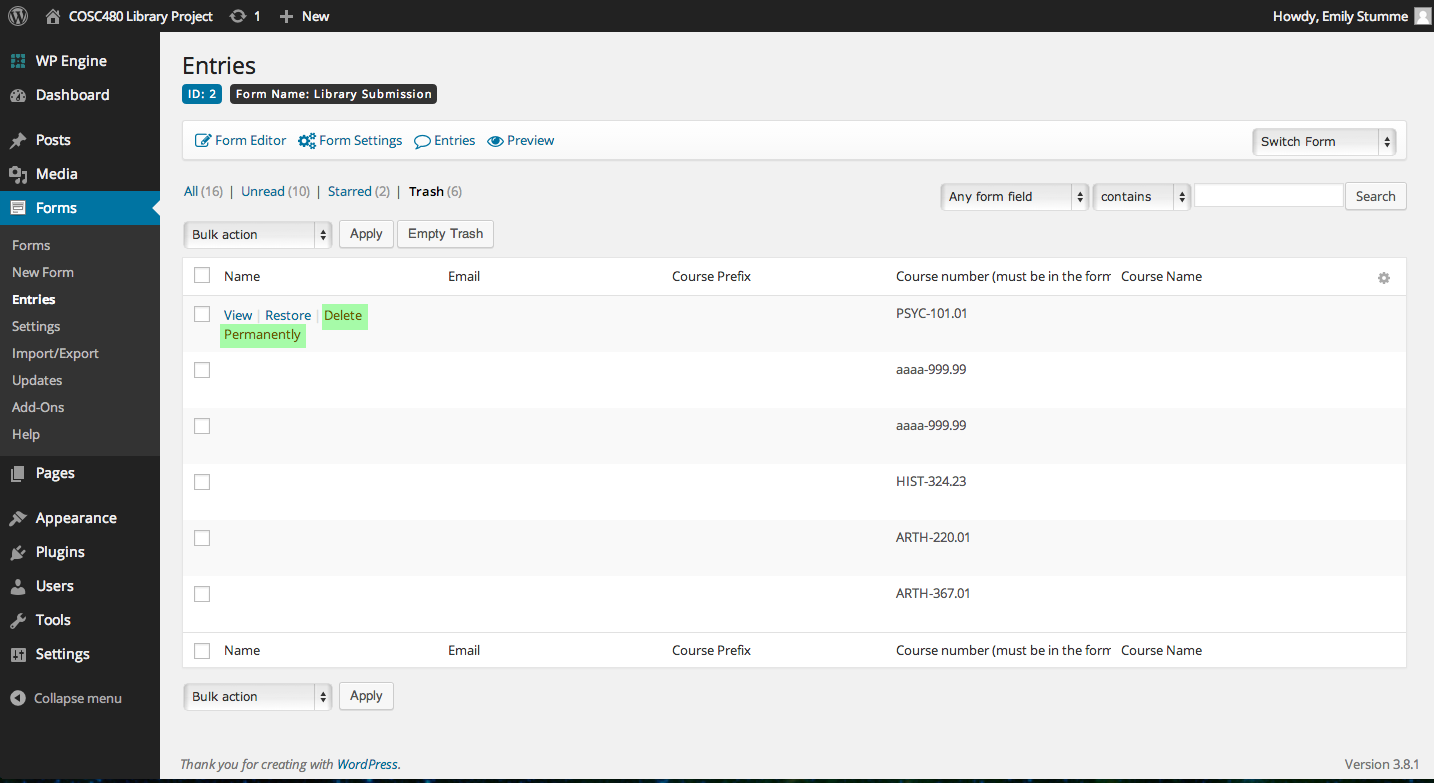 COSC480 Library Project 1 New Howdy, Emily Stumme
WP Engine
Dashboard
Posts
Media
Forms
Forms
New Form
Entries
Settings
Import/Export
Updates
Add-Ons
Help
Pages
Appearance
Plugins
Users
Tools
Settings
Collapse menu
Entries
ID: 2 Form Name: Library Submission
Form Editor Form Settings Entries Preview Switch Form
All (16) | Unread (10) | Starred (2) | Trash (6) Any form field contains Search
Bulk action Apply Empty Trash
Name Email Course Prefix Course number (must be in the form Course Name
View | Restore | Delete PSYC-101.01
Permanently
aaaa-999.99
aaaa-999.99
HIST-324.23
ARTH-220.01
ARTH-367.01
Name Email Course Prefix Course number (must be in the form Course Name
Bulk action Apply
Thank you for creating with WordPress. Version 3.8.1